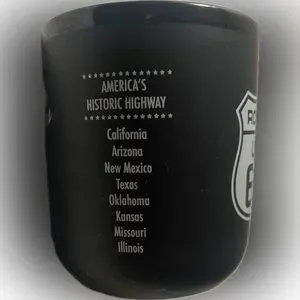 AMERICA'S
HISTORIC HIGHWAY
California
Arizona
New Mexico
Texas
Oklahoma
Kansas
Missouri
Illinois